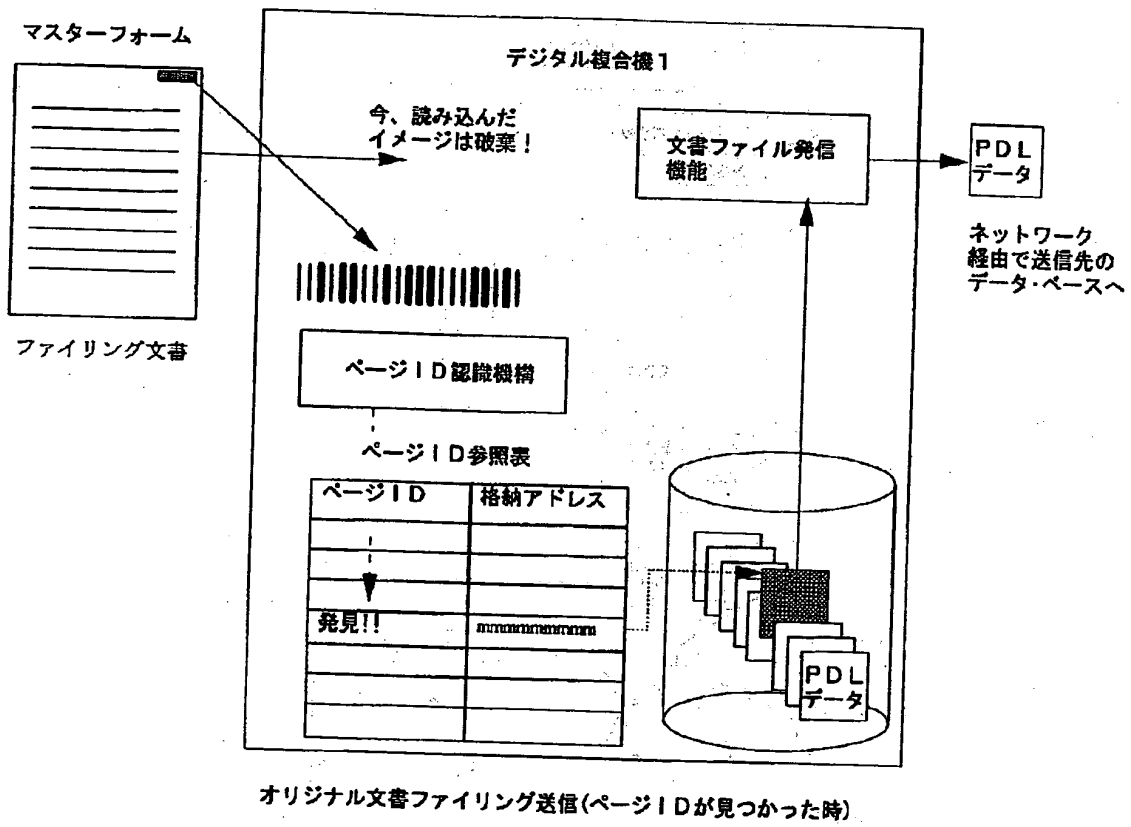 マスターフォーム
デジタル複合機1
今、読み込んだ
イメージは破棄！
文書ファイル発信
機能
PDL
データ
ネットワーク
経由で送信先の
データ・ベースへ
ファイリング文書
ページID認識機構
ページID参照表
ページID
格納アドレス
発見!!
mmmmmmmmm
PDL
データ
オリジナル文書ファイリング送信(ページIDが見つかった時)